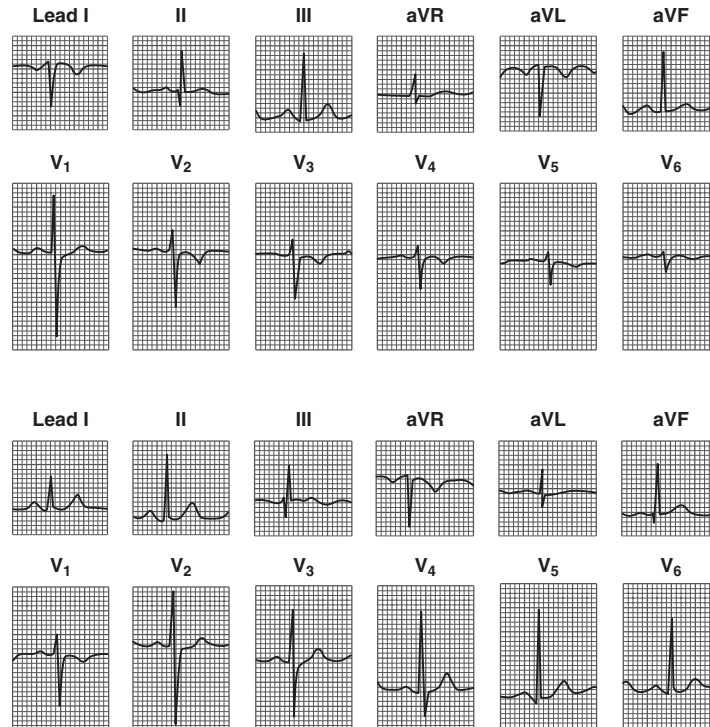 Lead I II III aVR aVL aVF
V₁ V₂ V₃ V₄ V₅ V₆
Lead I II III aVR aVL aVF
V₁ V₂ V₃ V₄ V₅ V₆